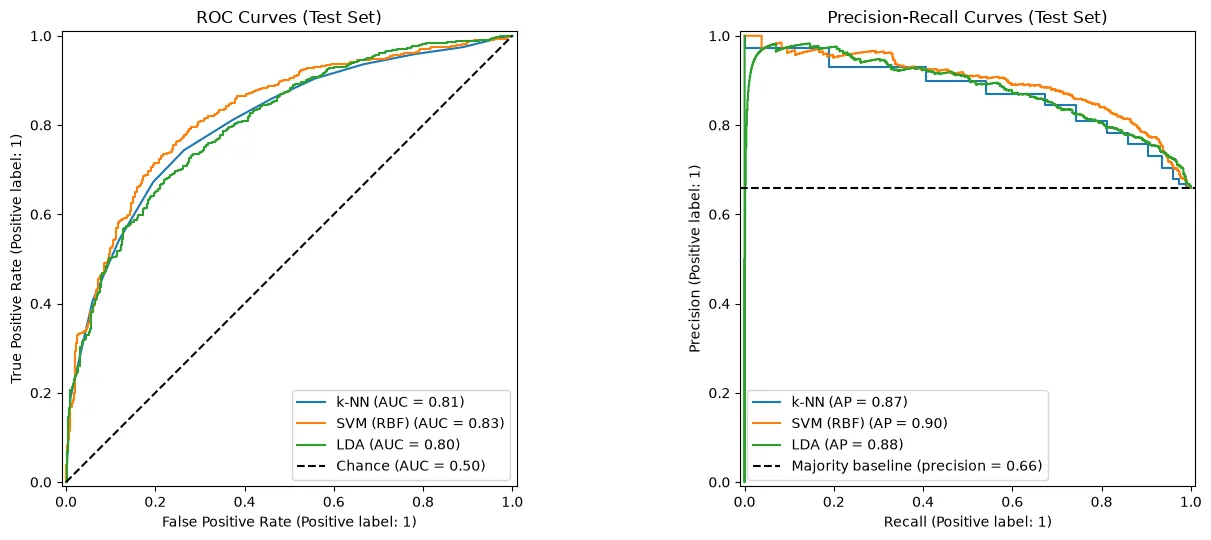 ROC Curves (Test Set)
1.0
0.8
0.6
0.4
0.2
0.0
True Positive Rate (Positive label: 1)
k-NN (AUC = 0.81)
SVM (RBF) (AUC = 0.83)
LDA (AUC = 0.80)
Chance (AUC = 0.50)
0.0 0.2 0.4 0.6 0.8 1.0
False Positive Rate (Positive label: 1)
Precision-Recall Curves (Test Set)
1.0
0.8
0.6
0.4
0.2
0.0
Precision (Positive label: 1)
k-NN (AP = 0.87)
SVM (RBF) (AP = 0.90)
LDA (AP = 0.88)
Majority baseline (precision = 0.66)
0.0 0.2 0.4 0.6 0.8 1.0
Recall (Positive label: 1)